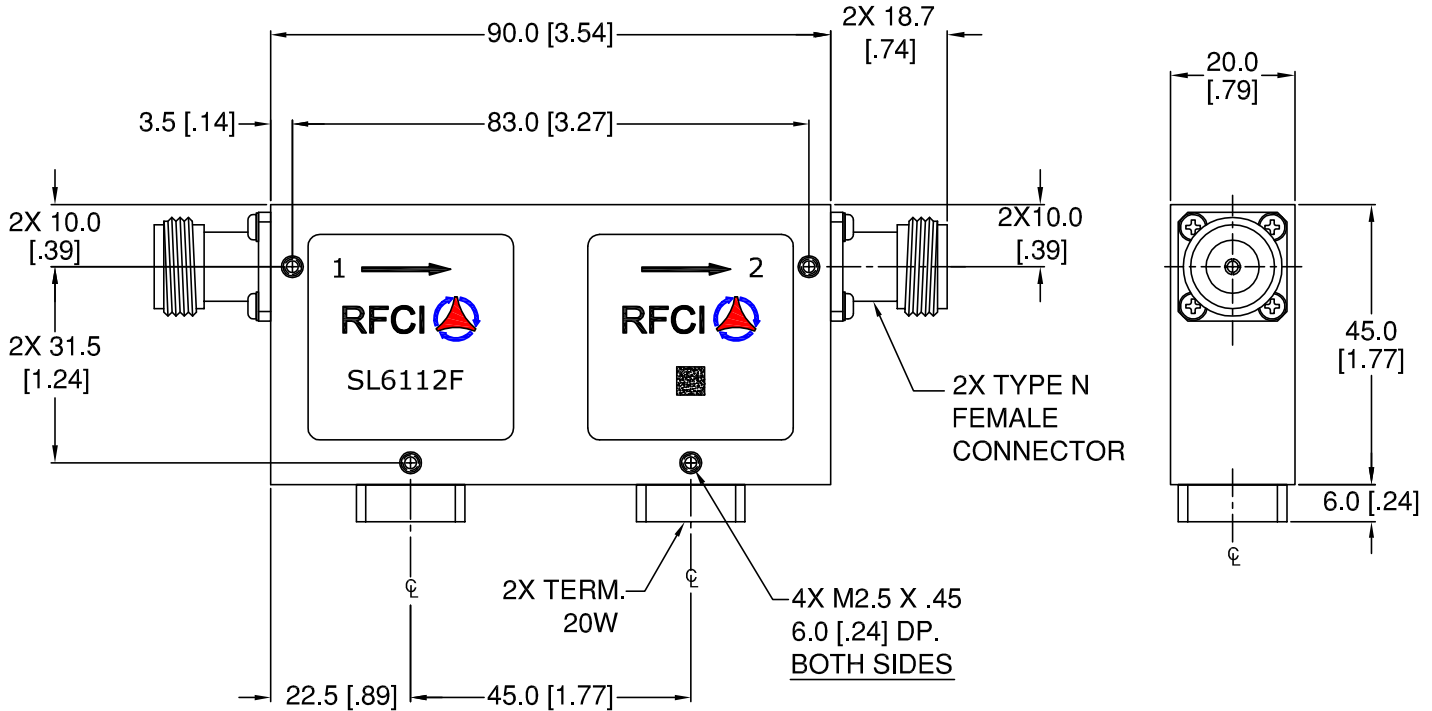 90.0 [3.54]
2X 18.7
[.74]
20.0
[.79]
3.5 [.14]
83.0 [3.27]
2X 10.0
[.39]
2X10.0
[.39]
1
2
RFCI
RFCI
SL6112F
2X 31.5
[1.24]
45.0
[1.77]
2X TYPE N
FEMALE
CONNECTOR
6.0 [.24]
℄
℄
℄
2X TERM.
20W
4X M2.5 X .45
6.0 [.24] DP.
BOTH SIDES
22.5 [.89]
45.0 [1.77]